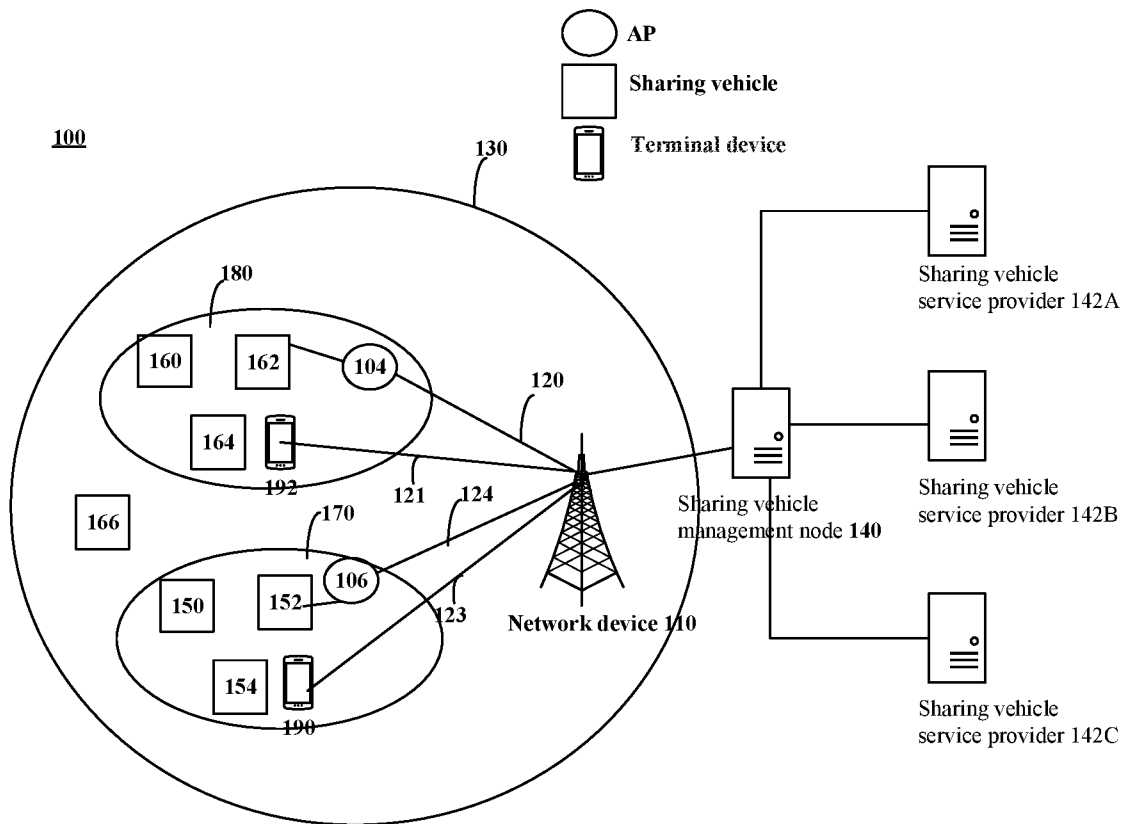 AP
Sharing vehicle
Terminal device
100
130
180
160
162
104
120
164
192
121
124
166
170
106
150
152
123
154
190
Network device 110
Sharing vehicle
management node 140
Sharing vehicle
service provider 142A
Sharing vehicle
service provider 142B
Sharing vehicle
service provider 142C